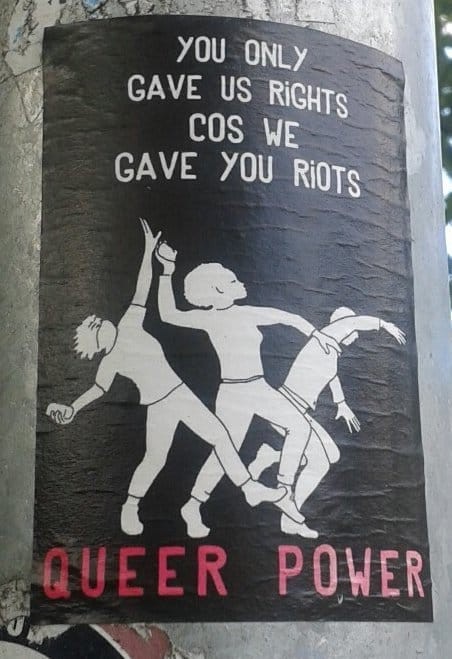 YOU ONLY
GAVE US RiGHTS
COS WE
GAVE YOU RiOTS
QUEER POWER